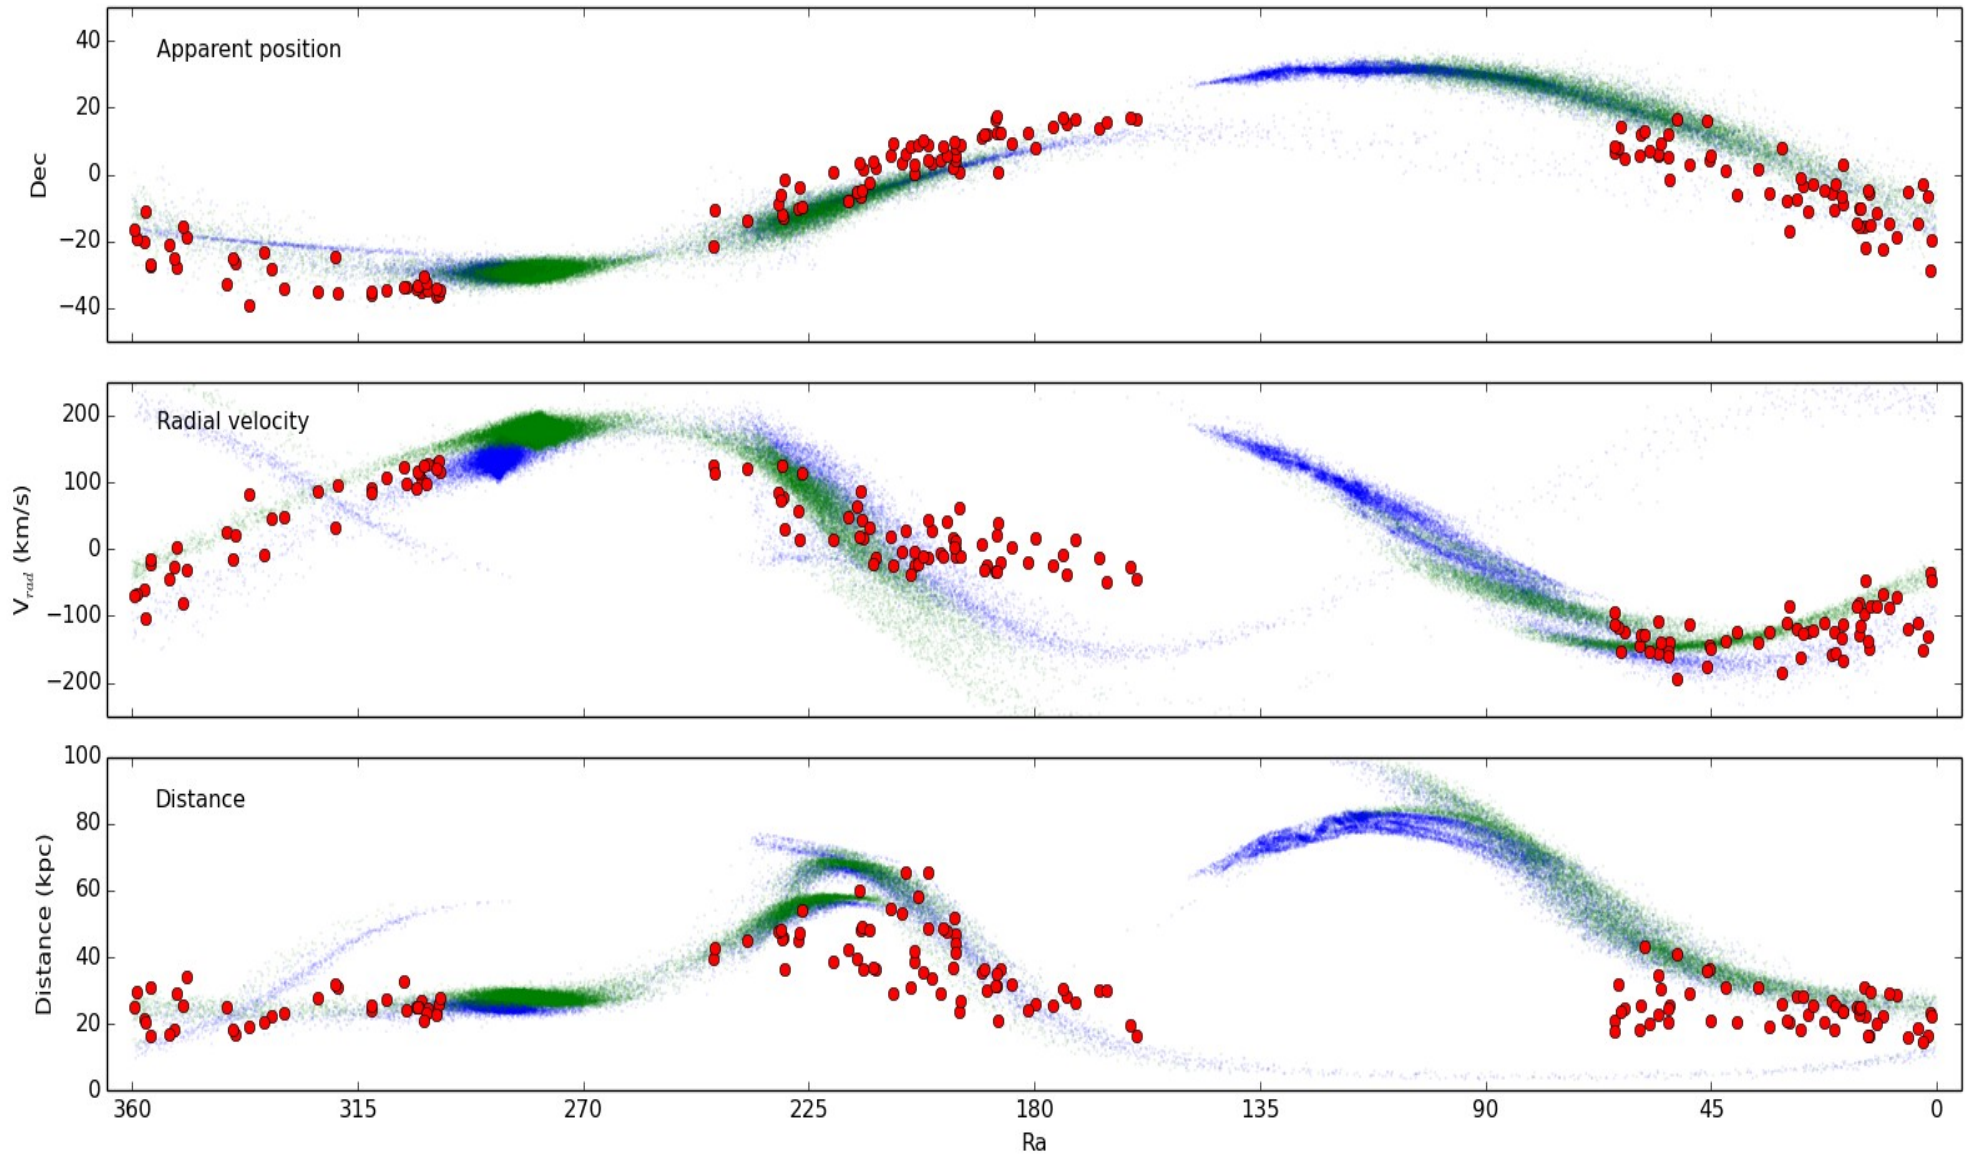 Apparent position
40
20
0
−20
−40
Dec
Radial velocity
200
100
0
−100
−200
V_rad (km/s)
Distance
100
80
60
40
20
0
Distance (kpc)
360 315 270 225 180 135 90 45 0
Ra